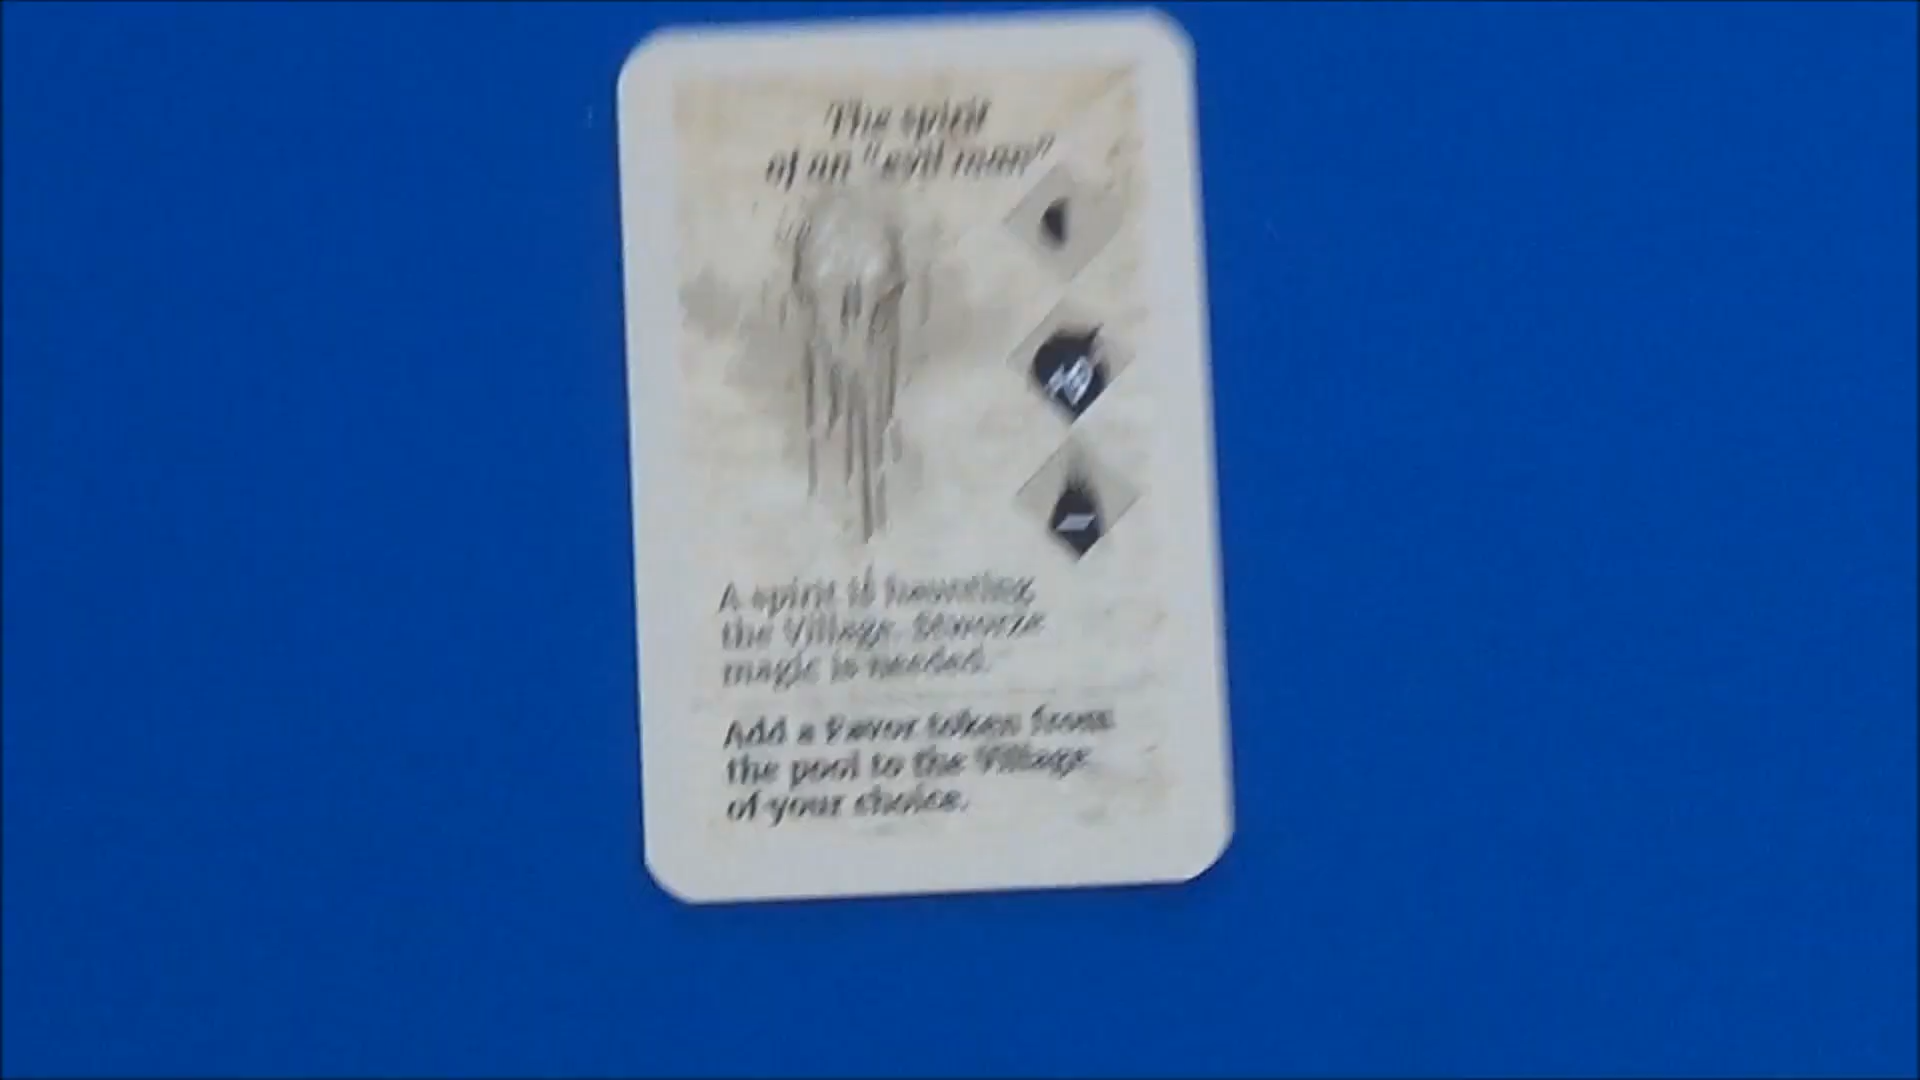 The spirit
of an "evil man"
A spirit is haunting
the Village.
magic is needed.
Add a Favor token from
the pool to the Village
of your choice.